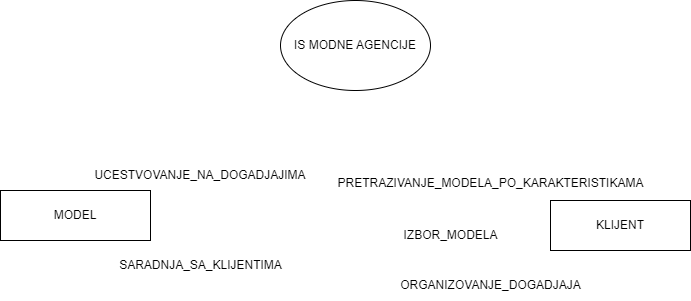 IS MODNE AGENCIJE
UCESTVOVANJE_NA_DOGADJAJIMA
PRETRAZIVANJE_MODELA_PO_KARAKTERISTIKAMA
MODEL
KLIJENT
IZBOR_MODELA
SARADNJA_SA_KLIJENTIMA
ORGANIZOVANJE_DOGADJAJA